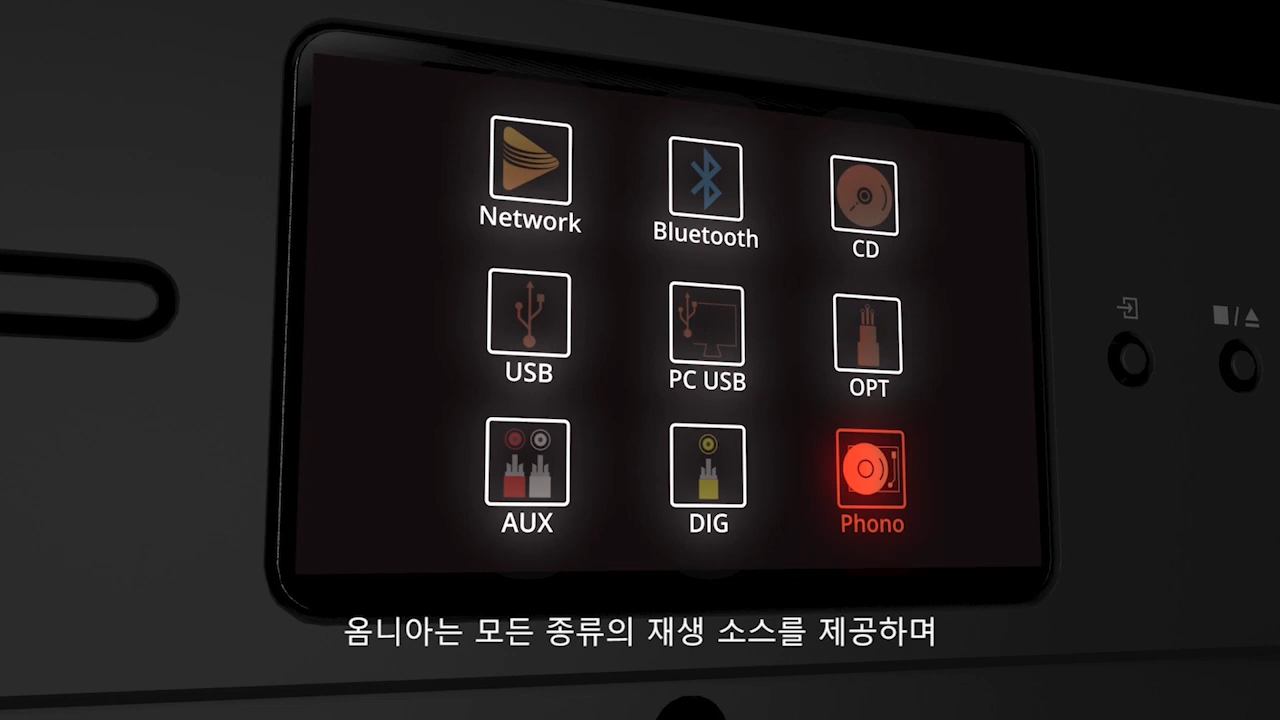 Network
Bluetooth
CD
USB
PC USB
OPT
AUX
DIG
Phono
옴니아는 모든 종류의 재생 소스를 제공하며